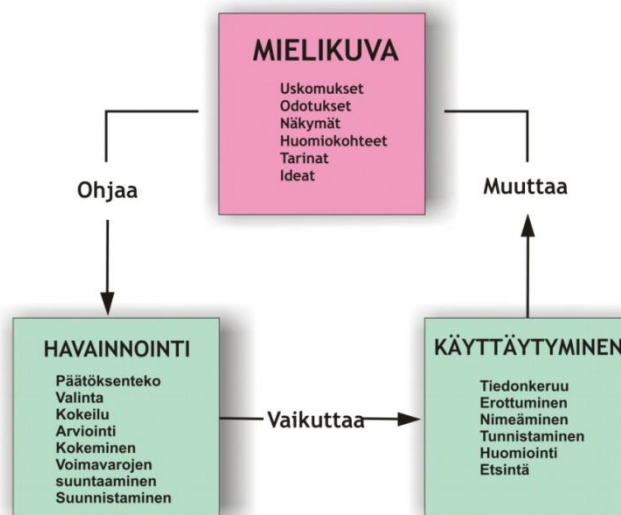 MIELIKUVA
Uskomukset
Odotukset
Näkymät
Huomiokohteet
Tarinat
Ideat
Ohjaa
Muuttaa
HAVAINNOINTI
Päätöksenteko
Valinta
Kokeilu
Arviointi
Kokeminen
Voimavarojen
suuntaaminen
Suunnistaminen
Vaikuttaa
KÄYTTÄYTYMINEN
Tiedonkeruu
Erottuminen
Nimeäminen
Tunnistaminen
Huomiointi
Etsintä